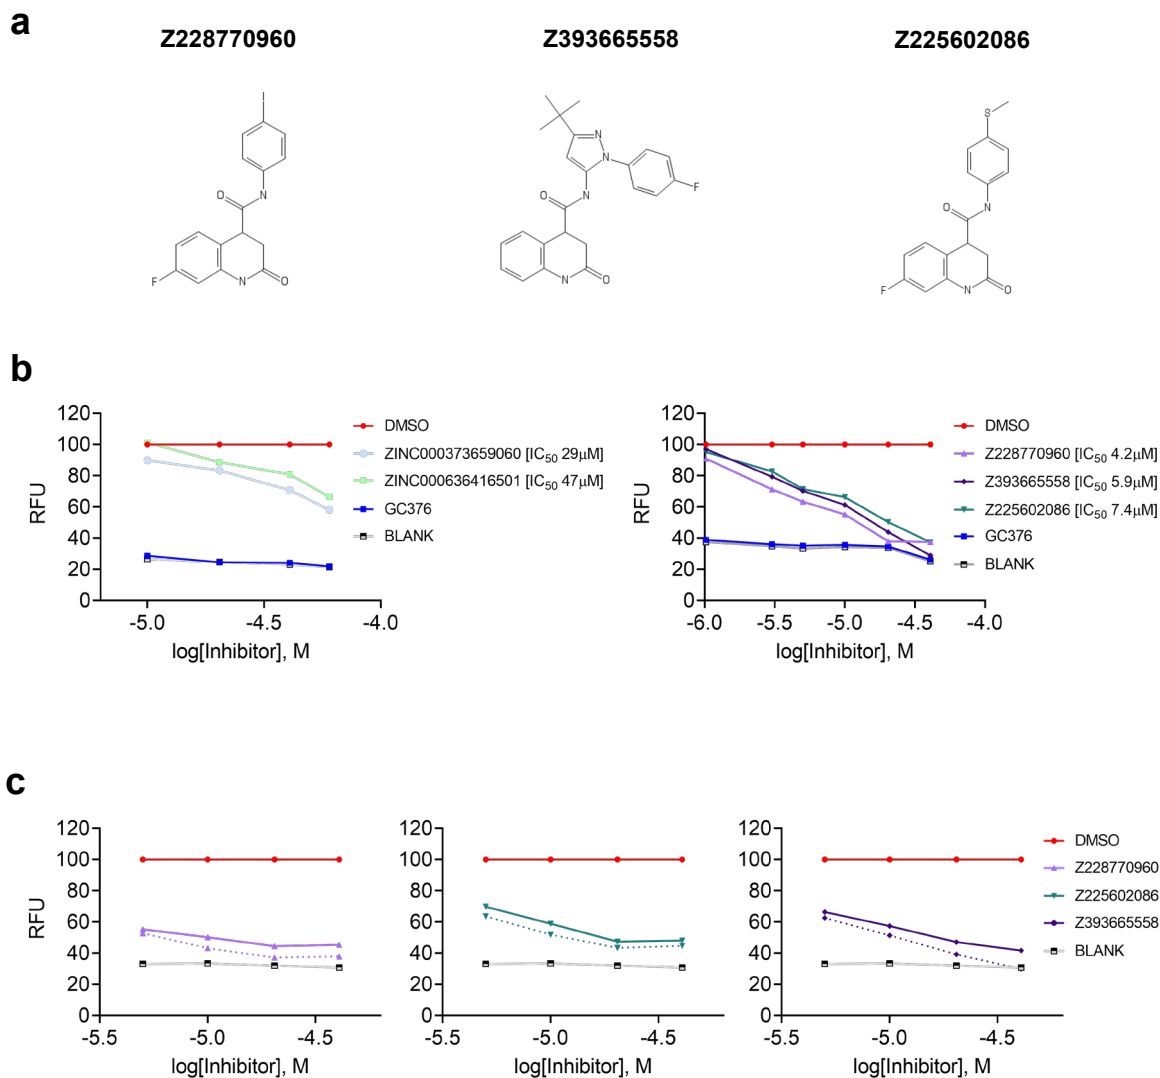 a
Z228770960
Z393665558
Z225602086
I
N
O
F
N
O
N
N
F
O
N
N
O
S
O
N
F
N
O
b
120
100
80
60
40
20
0
RFU
-5.0
-4.5
-4.0
log[Inhibitor], M
DMSO
ZINC000373659060 [IC50 29µM]
ZINC000636416501 [IC50 47µM]
GC376
BLANK
120
100
80
60
40
20
0
RFU
-6.0
-5.5
-5.0
-4.5
-4.0
log[Inhibitor], M
DMSO
Z228770960 [IC50 4.2µM]
Z393665558 [IC50 5.9µM]
Z225602086 [IC50 7.4µM]
GC376
BLANK
c
120
100
80
60
40
20
0
RFU
-5.5
-5.0
-4.5
log[Inhibitor], M
120
100
80
60
40
20
0
-5.5
-5.0
-4.5
log[Inhibitor], M
120
100
80
60
40
20
0
-5.5
-5.0
-4.5
log[Inhibitor], M
DMSO
Z228770960
Z225602086
Z393665558
BLANK